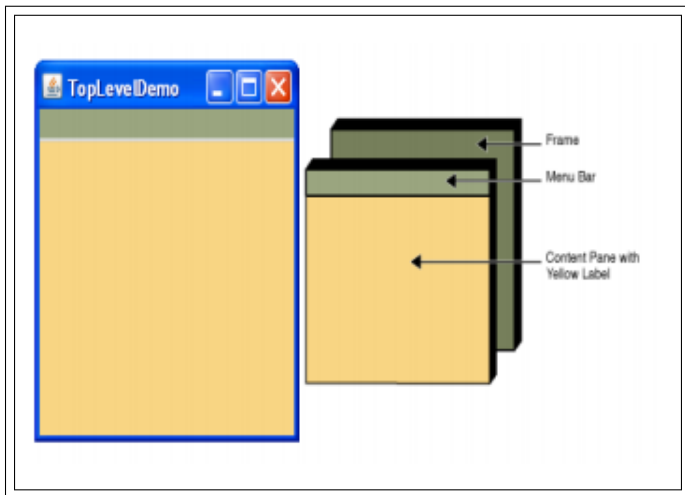 TopLevelDemo
Frame
Menu Bar
Content Pane with
Yellow Label